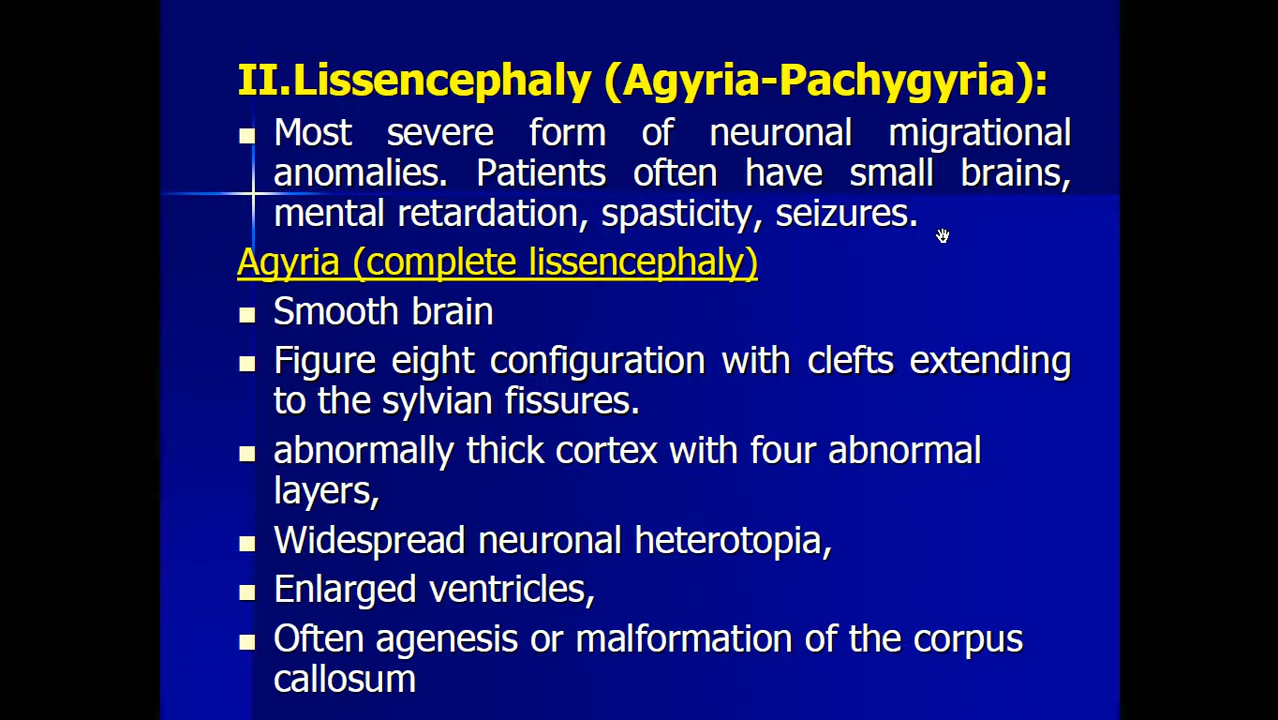 II.Lissencephaly (Agyria-Pachygyria):
Most severe form of neuronal migrational
anomalies. Patients often have small brains,
mental retardation, spasticity, seizures.
Agyria (complete lissencephaly)
Smooth brain
Figure eight configuration with clefts extending
to the sylvian fissures.
abnormally thick cortex with four abnormal
layers,
Widespread neuronal heterotopia,
Enlarged ventricles,
Often agenesis or malformation of the corpus
callosum